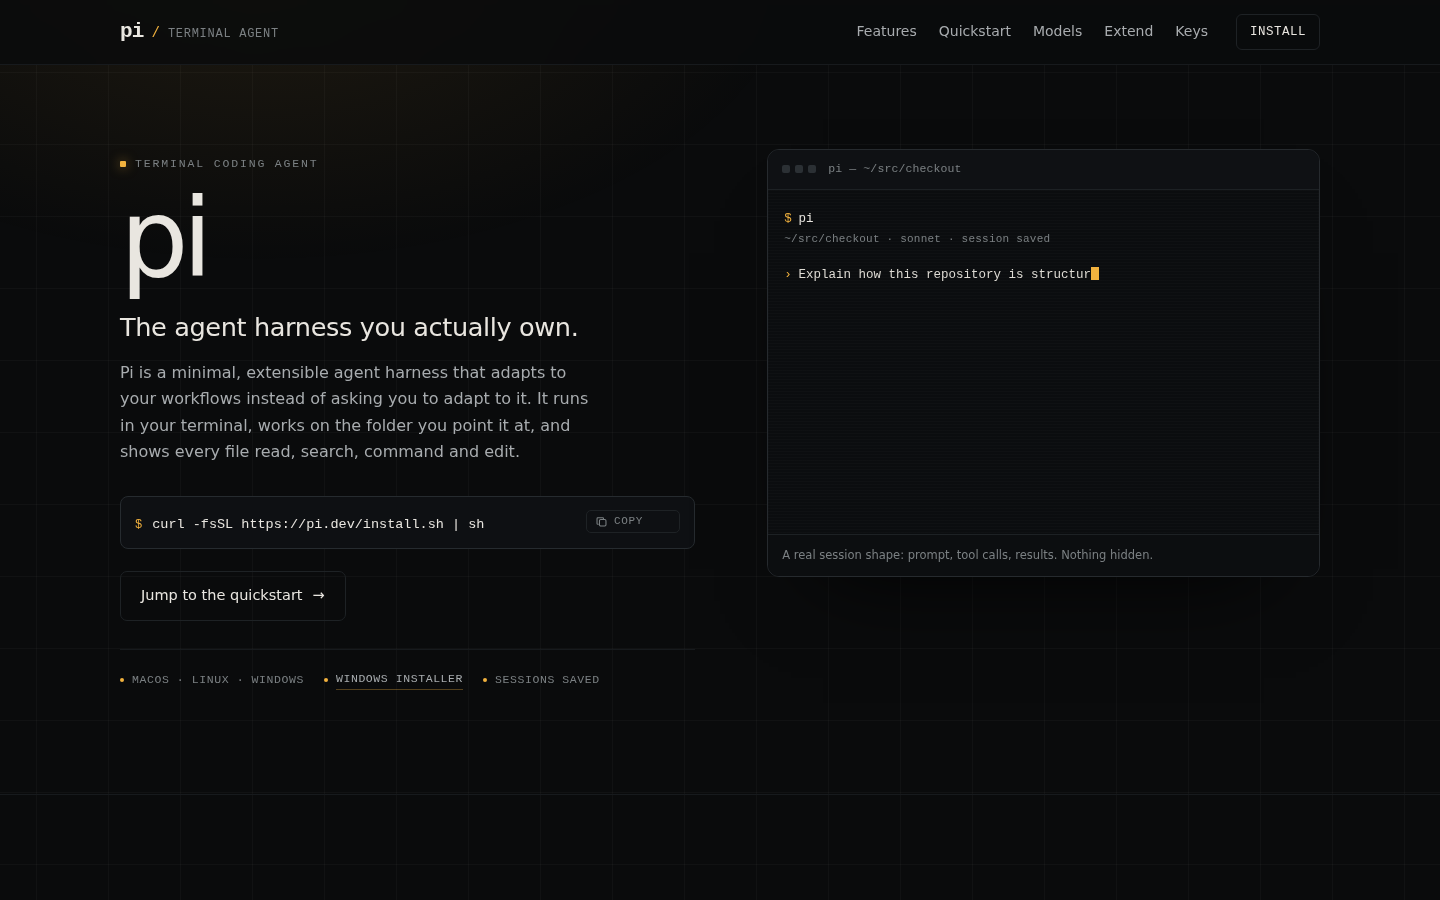 pi / TERMINAL AGENT
Features Quickstart Models Extend Keys INSTALL
TERMINAL CODING AGENT
pi
The agent harness you actually own.
Pi is a minimal, extensible agent harness that adapts to
your workflows instead of asking you to adapt to it. It runs
in your terminal, works on the folder you point it at, and
shows every file read, search, command and edit.
$ curl -fsSL https://pi.dev/install.sh | sh
COPY
Jump to the quickstart →
MACOS · LINUX · WINDOWS
WINDOWS INSTALLER
SESSIONS SAVED
pi — ~/src/checkout
$ pi
~/src/checkout · sonnet · session saved
› Explain how this repository is structur
A real session shape: prompt, tool calls, results. Nothing hidden.